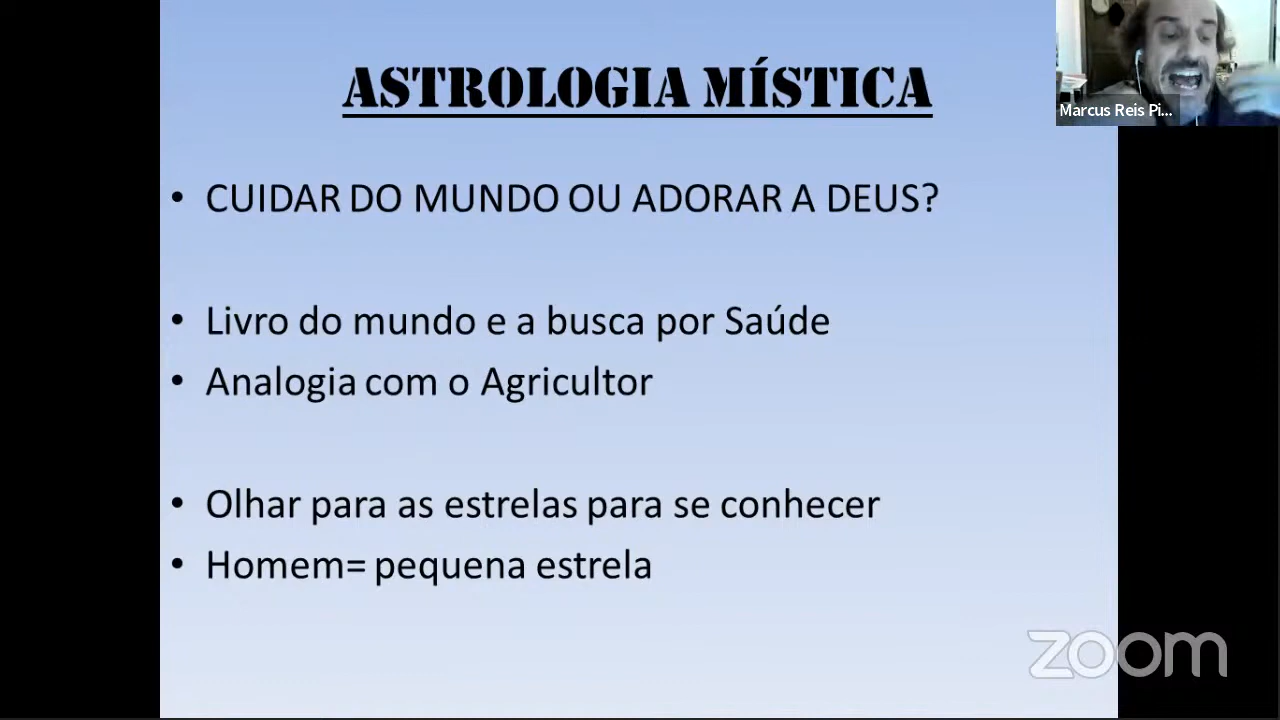 ASTROLOGIA MÍSTICA
Marcus Reis Pi...
• CUIDAR DO MUNDO OU ADORAR A DEUS?
• Livro do mundo e a busca por Saúde
• Analogia com o Agricultor
• Olhar para as estrelas para se conhecer
• Homem= pequena estrela
zoom